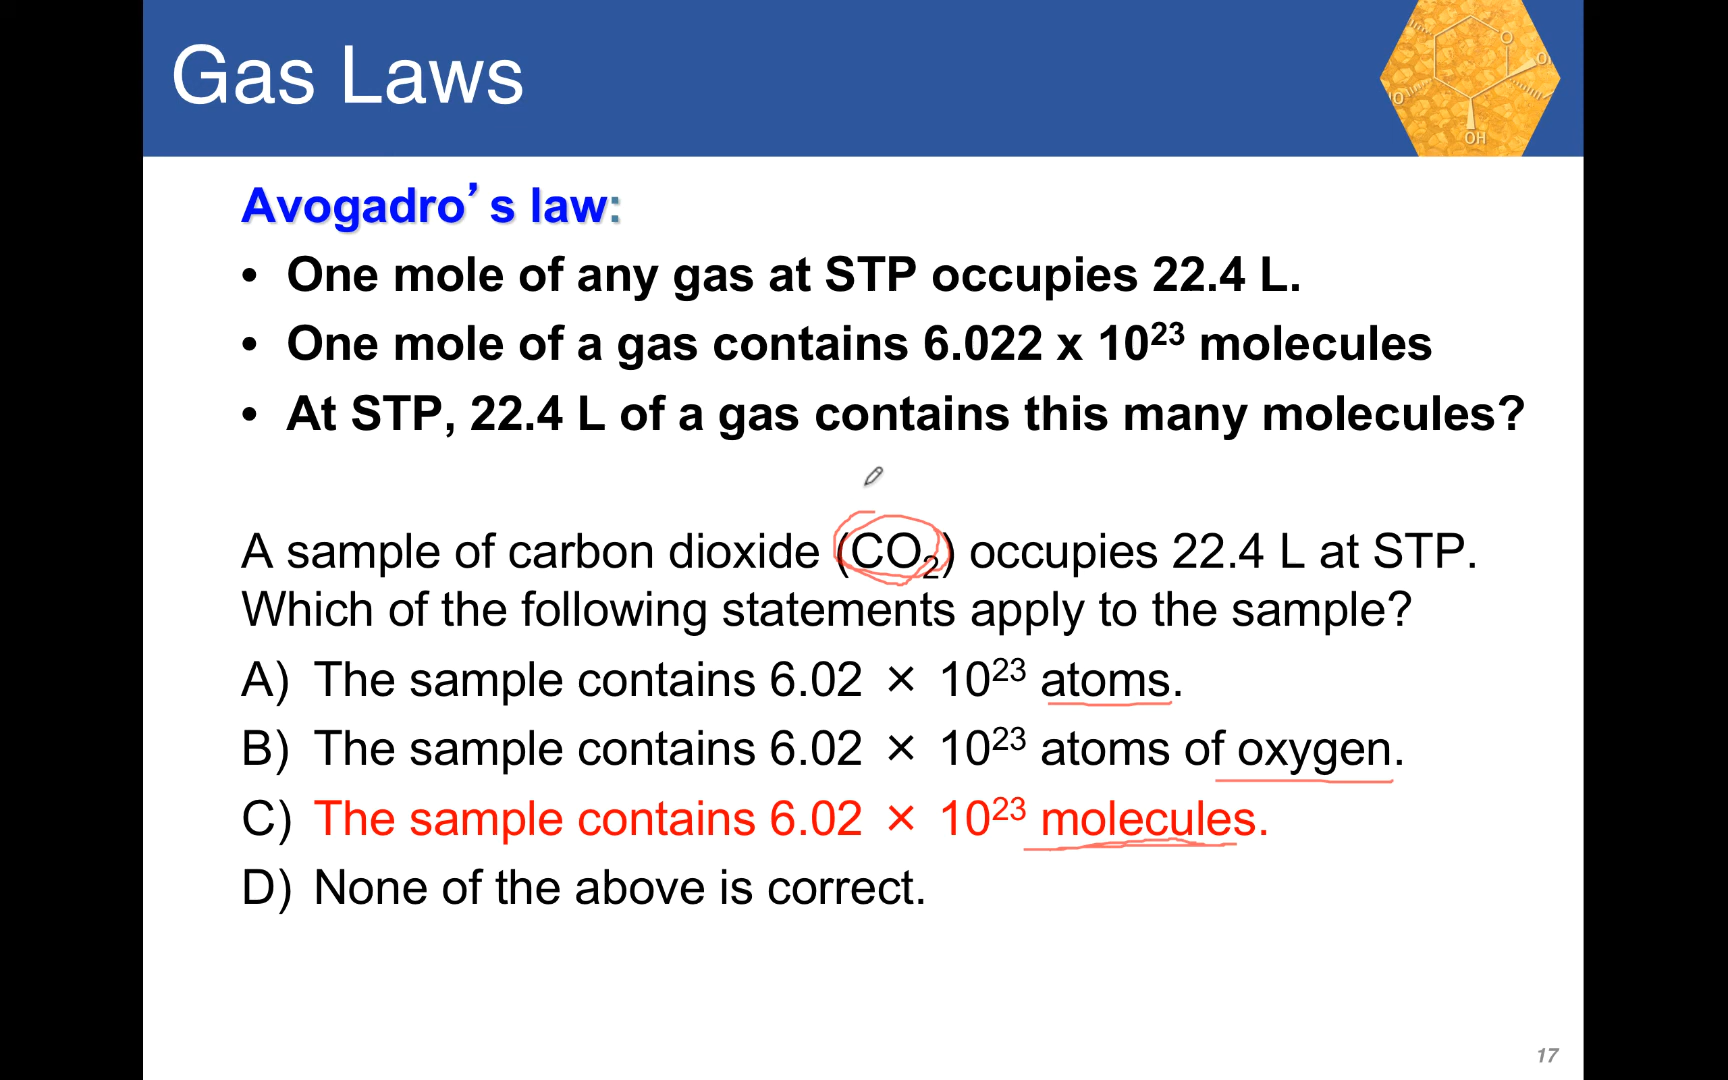 Gas Laws
O
O
IO
OH
Avogadro’s law:
• One mole of any gas at STP occupies 22.4 L.
• One mole of a gas contains 6.022 x 10²³ molecules
• At STP, 22.4 L of a gas contains this many molecules?
A sample of carbon dioxide (CO₂) occupies 22.4 L at STP.
Which of the following statements apply to the sample?
A) The sample contains 6.02 × 10²³ atoms.
B) The sample contains 6.02 × 10²³ atoms of oxygen.
C) The sample contains 6.02 × 10²³ molecules.
D) None of the above is correct.
17